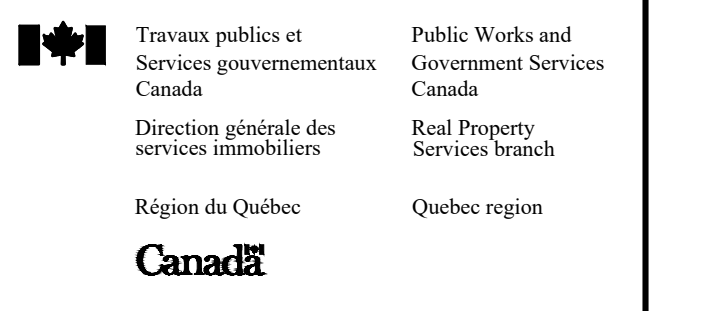 Travaux publics et
Services gouvernementaux
Canada
Direction générale des
services immobiliers
Région du Québec
Public Works and
Government Services
Canada
Real Property
Services branch
Quebec region
Canada